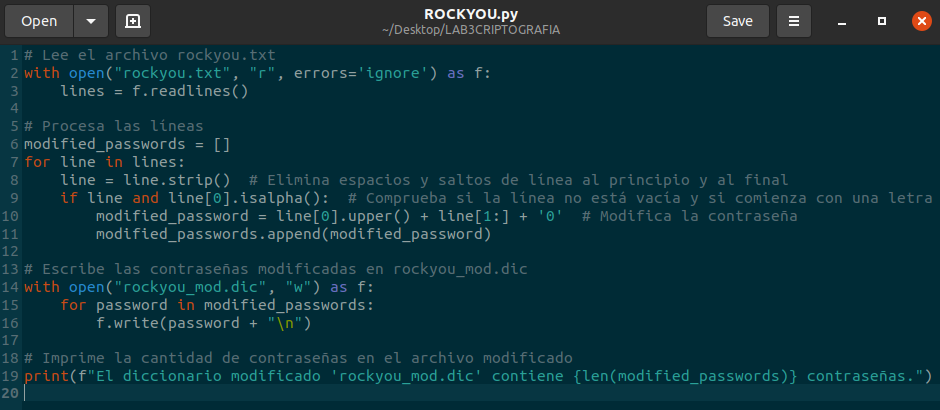 Open
ROCKYOU.py
~/Desktop/LAB3CRIPTOGRAFIA
Save
1 # Lee el archivo rockyou.txt
2 with open("rockyou.txt", "r", errors='ignore') as f:
3     lines = f.readlines()
4
5 # Procesa las líneas
6 modified_passwords = []
7 for line in lines:
8     line = line.strip()  # Elimina espacios y saltos de línea al principio y al final
9     if line and line[0].isalpha():  # Comprueba si la línea no está vacía y si comienza con una letra
10         modified_password = line[0].upper() + line[1:] + '0'  # Modifica la contraseña
11         modified_passwords.append(modified_password)
12
13 # Escribe las contraseñas modificadas en rockyou_mod.dic
14 with open("rockyou_mod.dic", "w") as f:
15     for password in modified_passwords:
16         f.write(password + "\n")
17
18 # Imprime la cantidad de contraseñas en el archivo modificado
19 print(f"El diccionario modificado 'rockyou_mod.dic' contiene {len(modified_passwords)} contraseñas.")
20